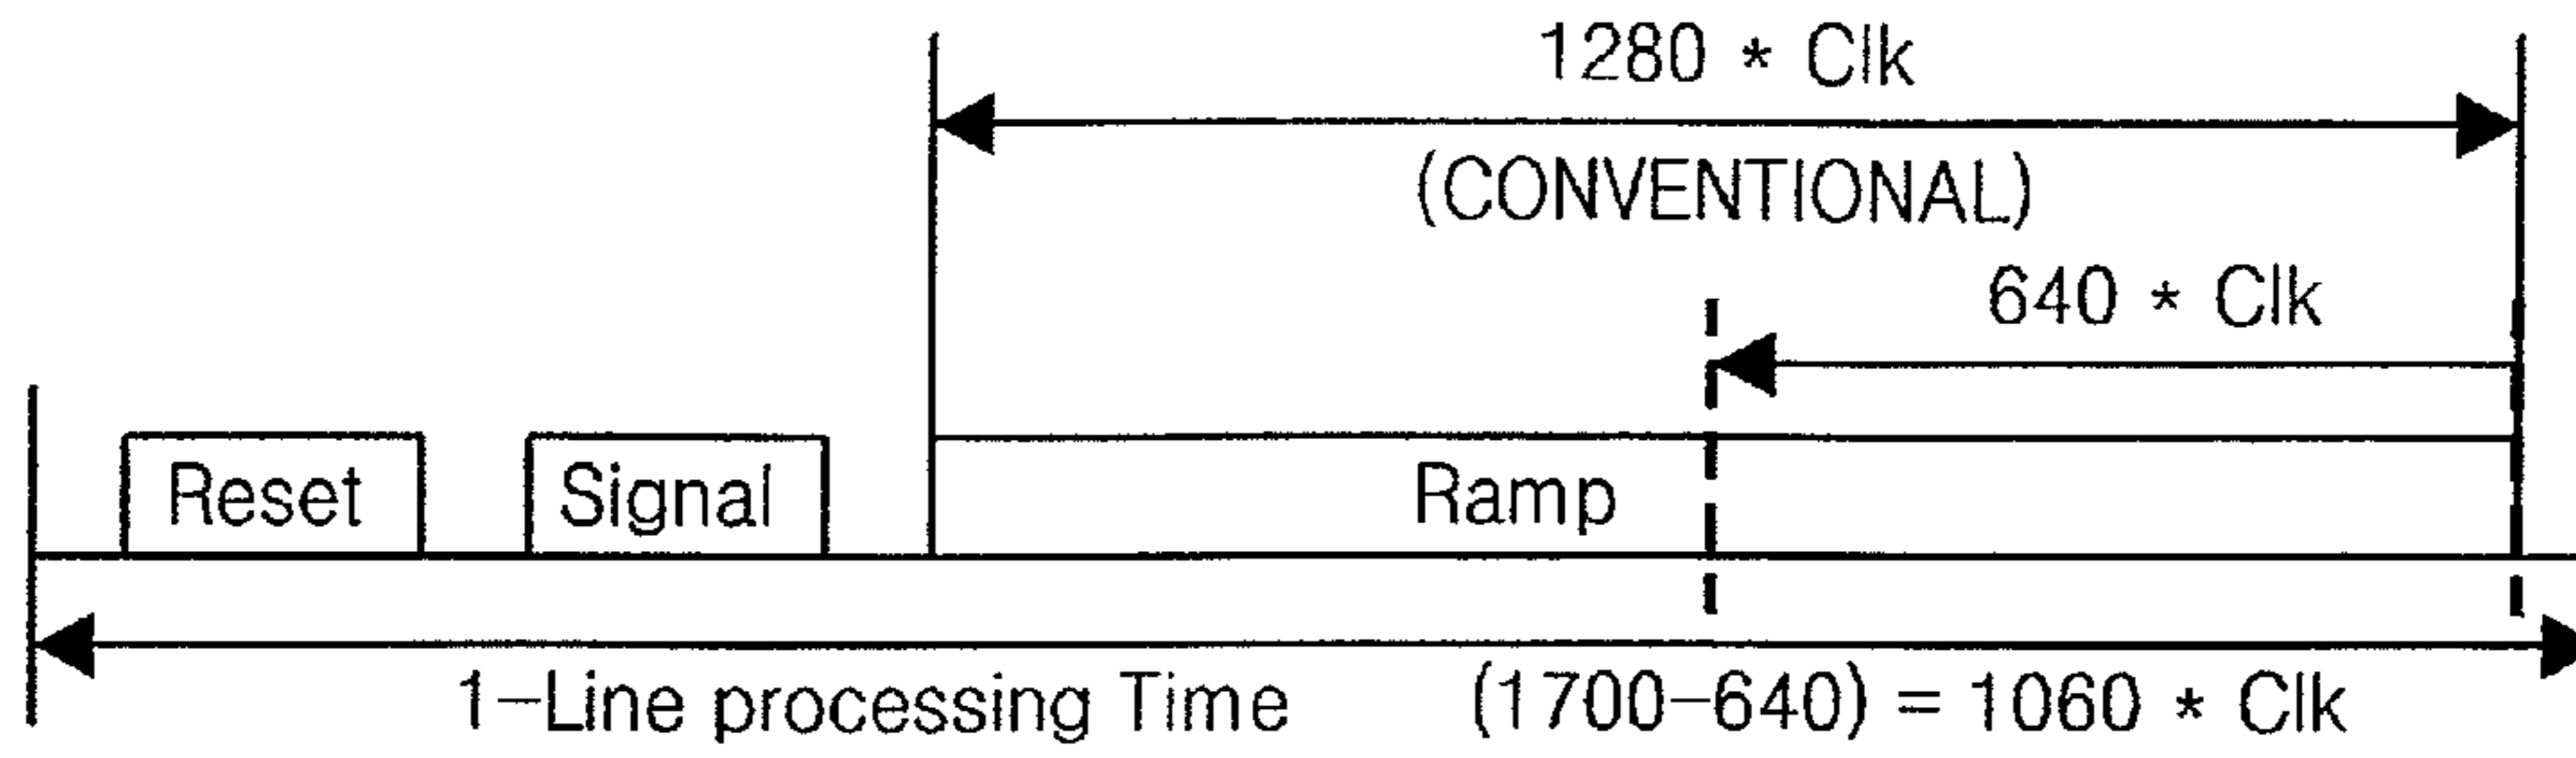 1280 * Clk
(CONVENTIONAL)
640 * Clk
Reset
Signal
Ramp
1-Line processing Time (1700-640) = 1060 * Clk